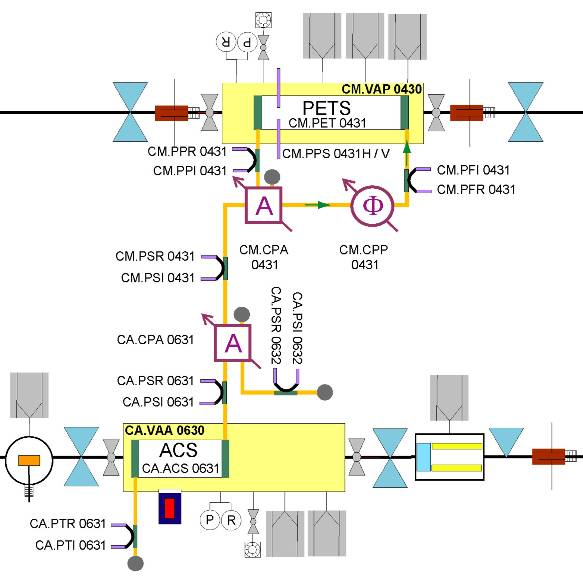 R P
CM.VAP 0430
PETS
CM.PET 0431
CM.PPR 0431
CM.PPI 0431
CM.PPS 0431H / V
CM.PFI 0431
CM.PFR 0431
A
Φ
CM.CPA
0431
CM.CPP
0431
CM.PSR 0431
CM.PSI 0431
CA.PSR 0632
CA.PSI 0632
CA.CPA 0631
A
CA.PSR 0631
CA.PSI 0631
CA.VAA 0630
ACS
CA.ACS 0631
P R
CA.PTR 0631
CA.PTI 0631